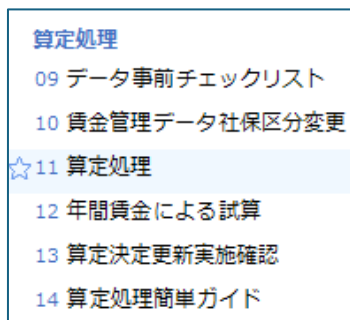 算定処理
09 データ事前チェックリスト
10 賃金管理データ社保区分変更
11 算定処理
12 年間賃金による試算
13 算定決定更新実施確認
14 算定処理簡単ガイド